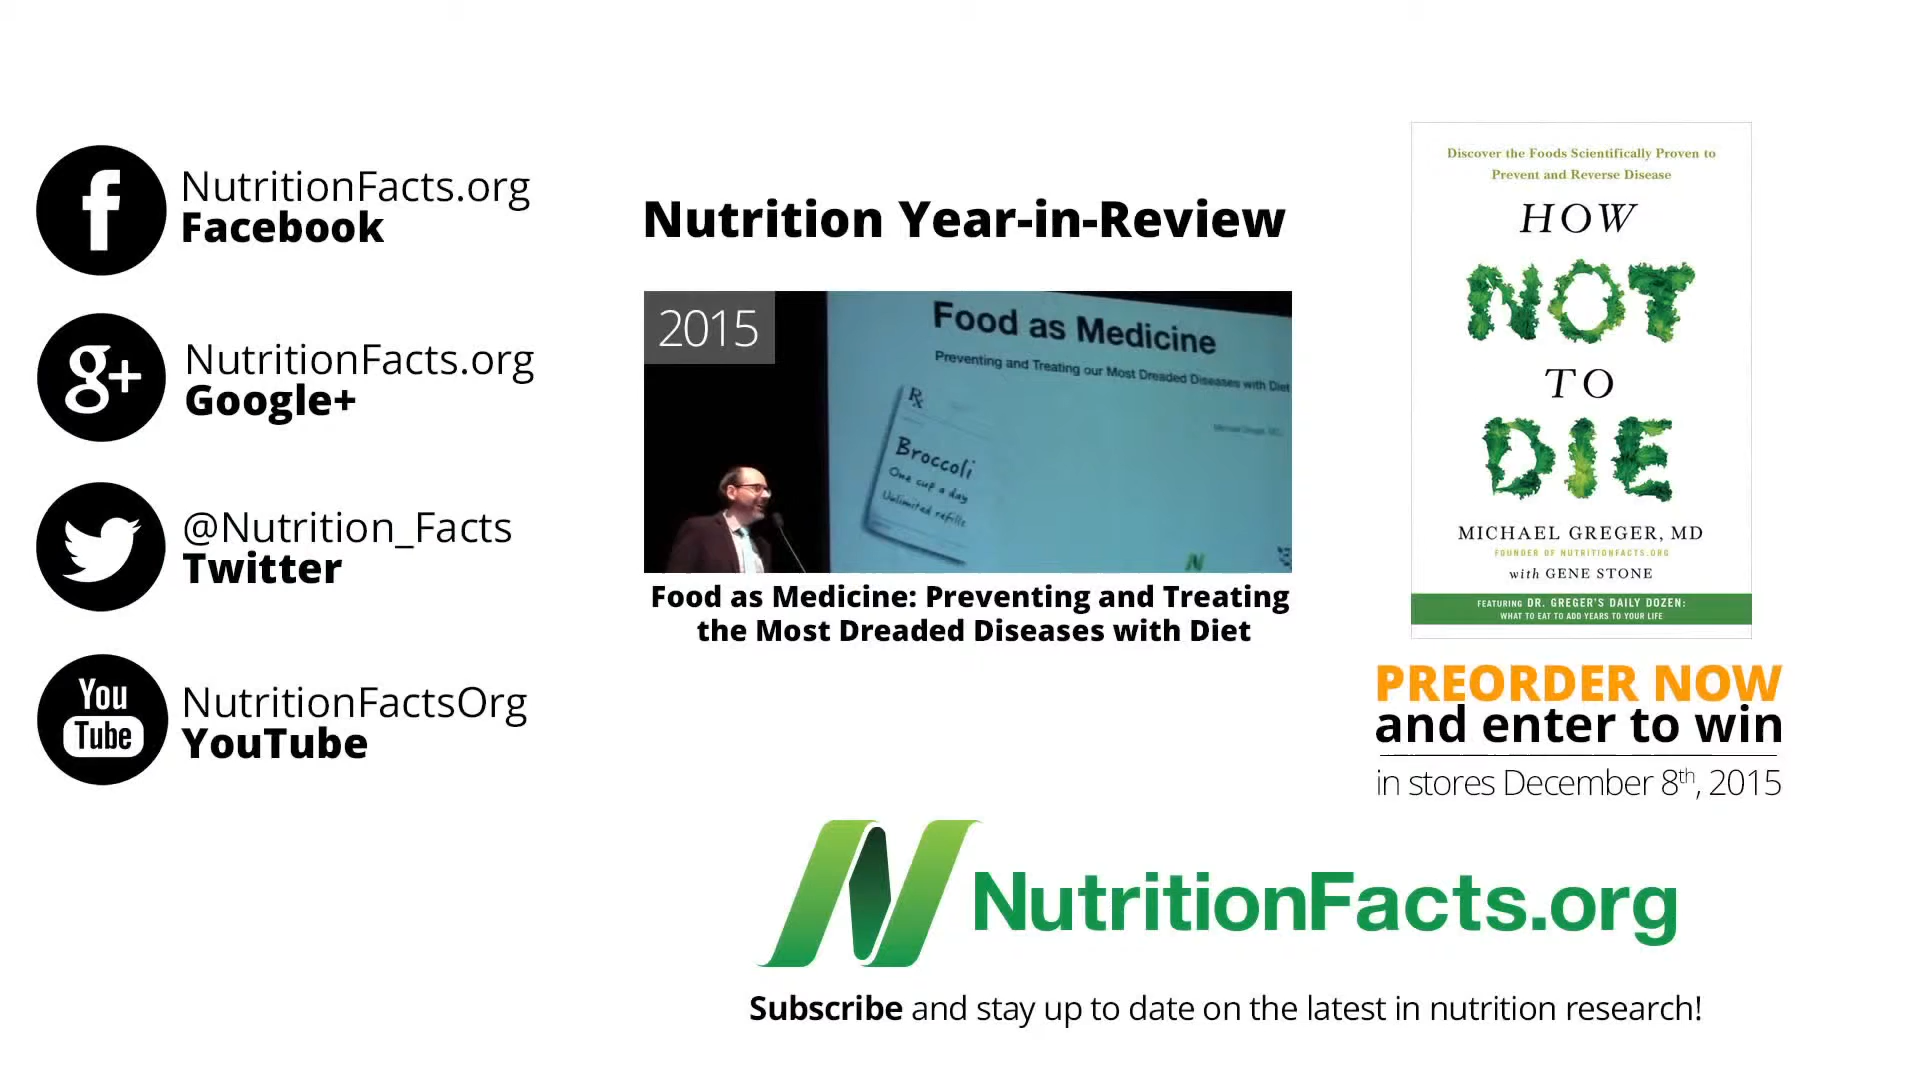 f
NutritionFacts.org
Facebook
g+
NutritionFacts.org
Google+
@Nutrition_Facts
Twitter
You
Tube
NutritionFactsOrg
YouTube
Nutrition Year-in-Review
2015
Food as Medicine
Preventing and Treating our Most Dreaded Diseases with Diet
Rx
Broccoli
One cup a day
Unlimited refills
Food as Medicine: Preventing and Treating
the Most Dreaded Diseases with Diet
Discover the Foods Scientifically Proven to
Prevent and Reverse Disease
HOW
NOT
TO
DIE
MICHAEL GREGER, MD
FOUNDER OF NUTRITIONFACTS.ORG
with GENE STONE
FEATURING DR. GREGER'S DAILY DOZEN:
WHAT TO EAT TO ADD YEARS TO YOUR LIFE
PREORDER NOW
and enter to win
in stores December 8th, 2015
NutritionFacts.org
Subscribe and stay up to date on the latest in nutrition research!